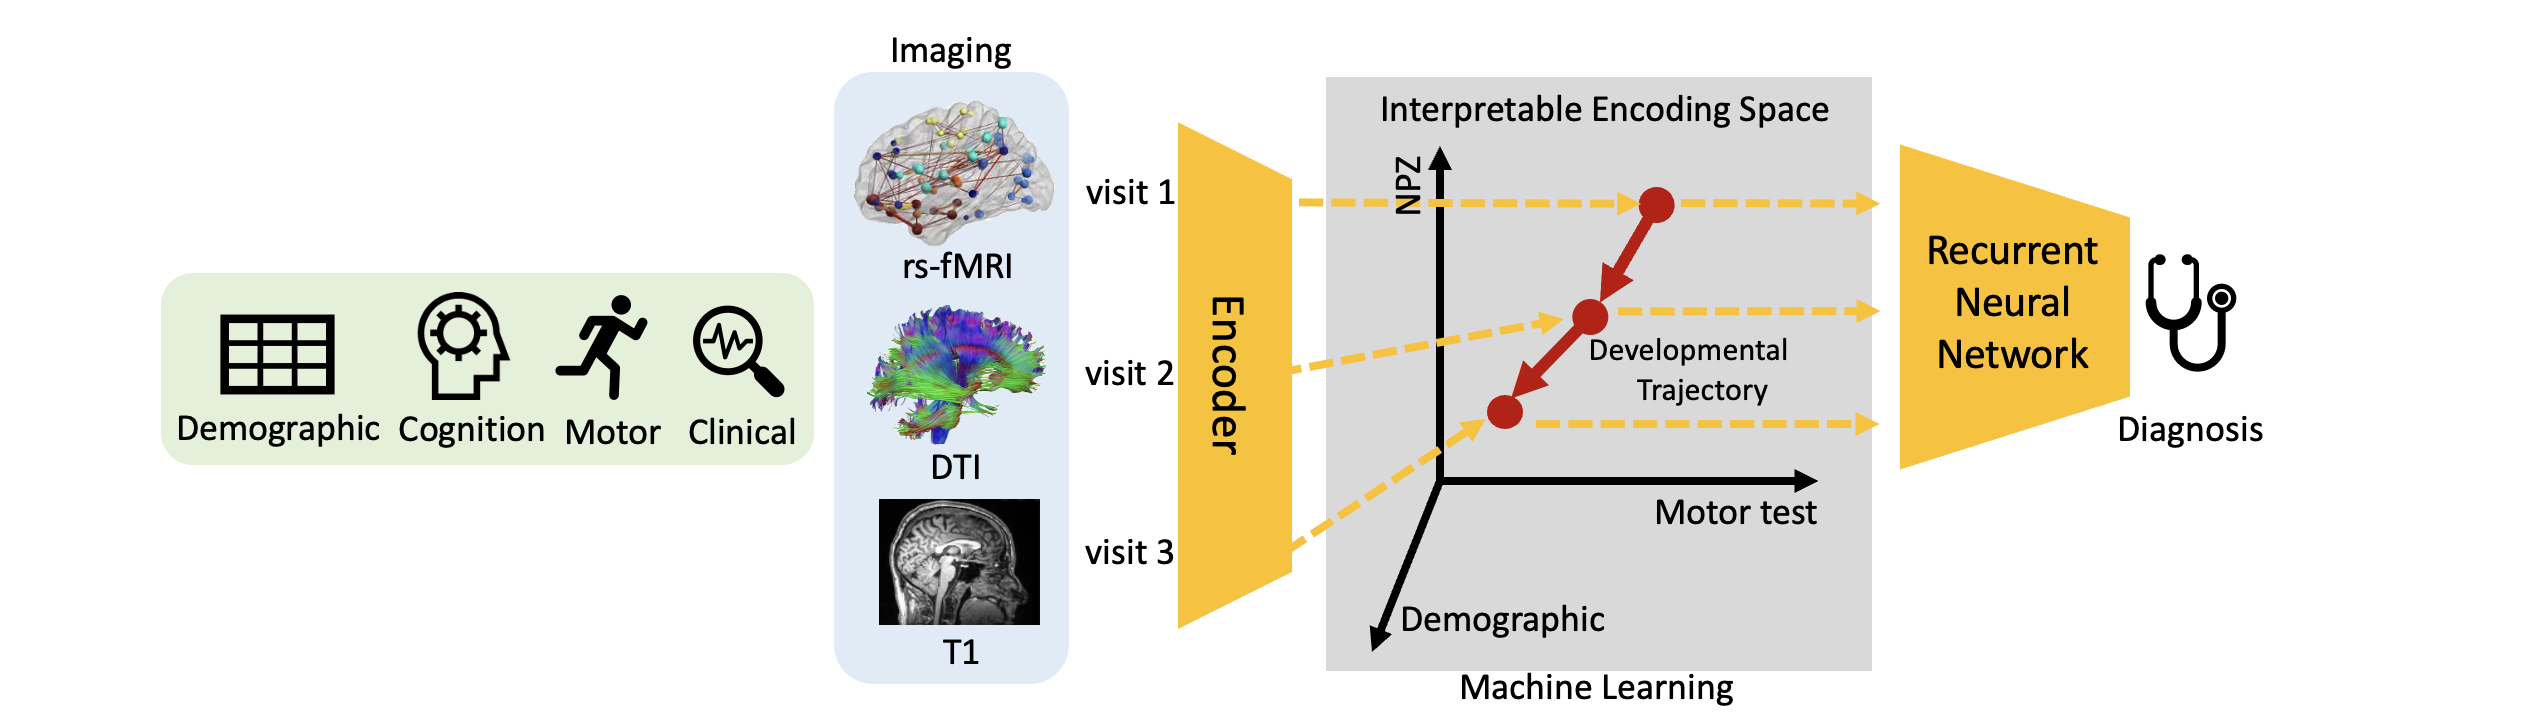 Demographic
Cognition
Motor
Clinical
Imaging
rs-fMRI
DTI
T1
visit 1
visit 2
visit 3
Encoder
Interpretable Encoding Space
NPZ
Developmental
Trajectory
Motor test
Demographic
Machine Learning
Recurrent
Neural
Network
Diagnosis